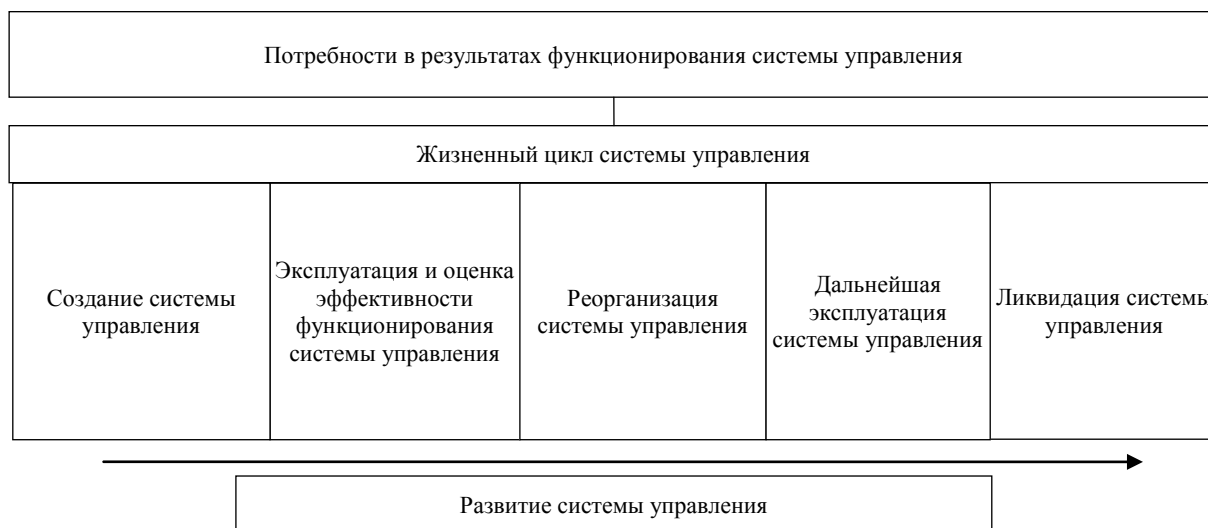 Потребности в результатах функционирования системы управления
Жизненный цикл системы управления
Создание системы
управления
Эксплуатация и оценка
эффективности
функционирования
системы управления
Реорганизация
системы управления
Дальнейшая
эксплуатация
системы управления
Ликвидация системы
управления
Развитие системы управления